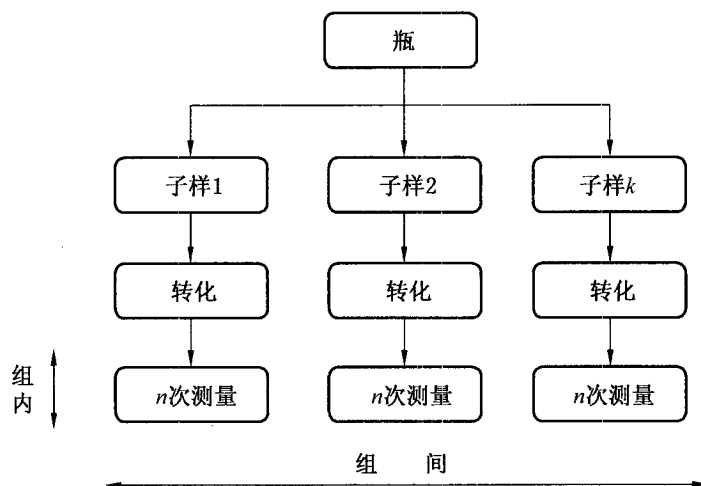 瓶
子样1 子样2 子样k
转化 转化 转化
n次测量 n次测量 n次测量
组内
组 间